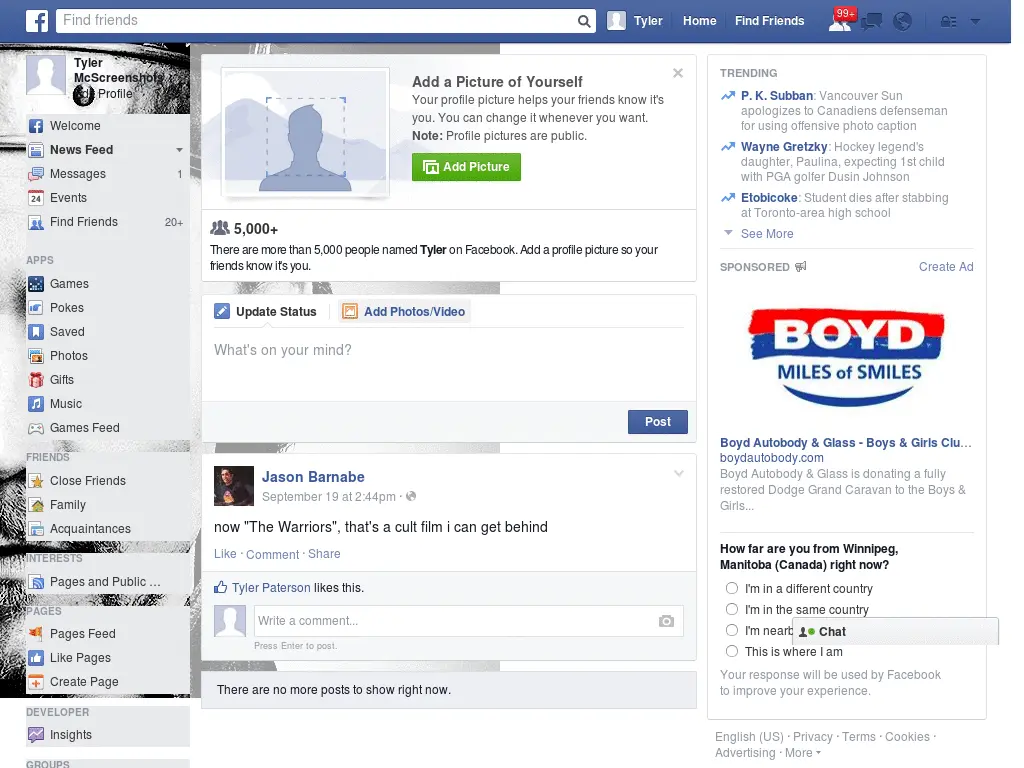 Find friends
Tyler
Home
Find Friends
99+
Tyler
McScreenshots
Profile
Welcome
News Feed
Messages
1
Events
24
Find Friends
20+
APPS
Games
Pokes
Saved
Photos
Gifts
Music
Games Feed
FRIENDS
Close Friends
Family
Acquaintances
INTERESTS
Pages and Public ...
PAGES
Pages Feed
Like Pages
Create Page
DEVELOPER
Insights
GROUPS
Add a Picture of Yourself
Your profile picture helps your friends know it's
you. You can change it whenever you want.
Note: Profile pictures are public.
Add Picture
5,000+
There are more than 5,000 people named Tyler on Facebook. Add a profile picture so your
friends know it's you.
Update Status
Add Photos/Video
What's on your mind?
Post
Jason Barnabe
September 19 at 2:44pm ·
now "The Warriors", that's a cult film i can get behind
Like · Comment · Share
Tyler Paterson likes this.
Write a comment...
Press Enter to post.
There are no more posts to show right now.
TRENDING
P. K. Subban: Vancouver Sun
apologizes to Canadiens defenseman
for using offensive photo caption
Wayne Gretzky: Hockey legend's
daughter, Paulina, expecting 1st child
with PGA golfer Dusin Johnson
Etobicoke: Student dies after stabbing
at Toronto-area high school
See More
SPONSORED
Create Ad
BOYD
MILES of SMILES
Boyd Autobody & Glass - Boys & Girls Clu...
boydautobody.com
Boyd Autobody & Glass is donating a fully
restored Dodge Grand Caravan to the Boys &
Girls...
How far are you from Winnipeg,
Manitoba (Canada) right now?
I'm in a different country
I'm in the same country
I'm nearb
Chat
This is where I am
Your response will be used by Facebook
to improve your experience.
English (US) · Privacy · Terms · Cookies ·
Advertising · More